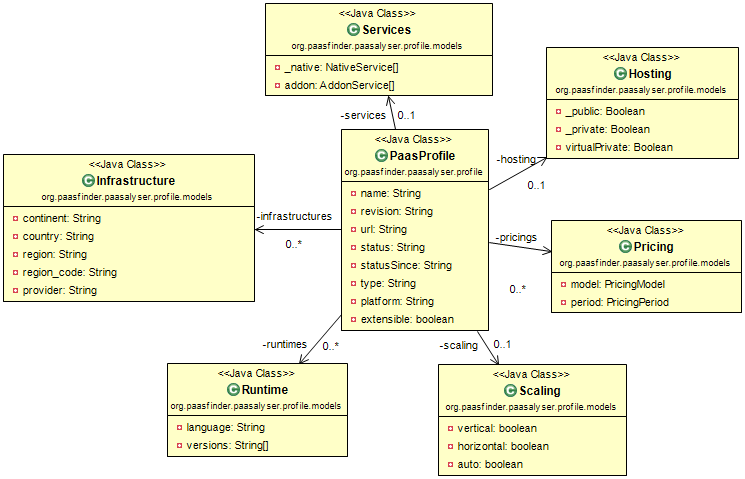 <<Java Class>>
Services
org.paasfinder.paasalyser.profile.models
_native: NativeService[]
addon: AddonService[]
<<Java Class>>
Hosting
org.paasfinder.paasalyser.profile.models
_public: Boolean
_private: Boolean
virtualPrivate: Boolean
-services
0..1
<<Java Class>>
PaasProfile
org.paasfinder.paasalyser.profile
name: String
revision: String
url: String
status: String
statusSince: String
type: String
platform: String
extensible: boolean
-hosting
0..1
<<Java Class>>
Infrastructure
org.paasfinder.paasalyser.profile.models
continent: String
country: String
region: String
region_code: String
provider: String
-infrastructures
0..*
-pricings
0..*
<<Java Class>>
Pricing
org.paasfinder.paasalyser.profile.models
model: PricingModel
period: PricingPeriod
-runtimes
0..*
-scaling
0..1
<<Java Class>>
Runtime
org.paasfinder.paasalyser.profile.models
language: String
versions: String[]
<<Java Class>>
Scaling
org.paasfinder.paasalyser.profile.models
vertical: boolean
horizontal: boolean
auto: boolean